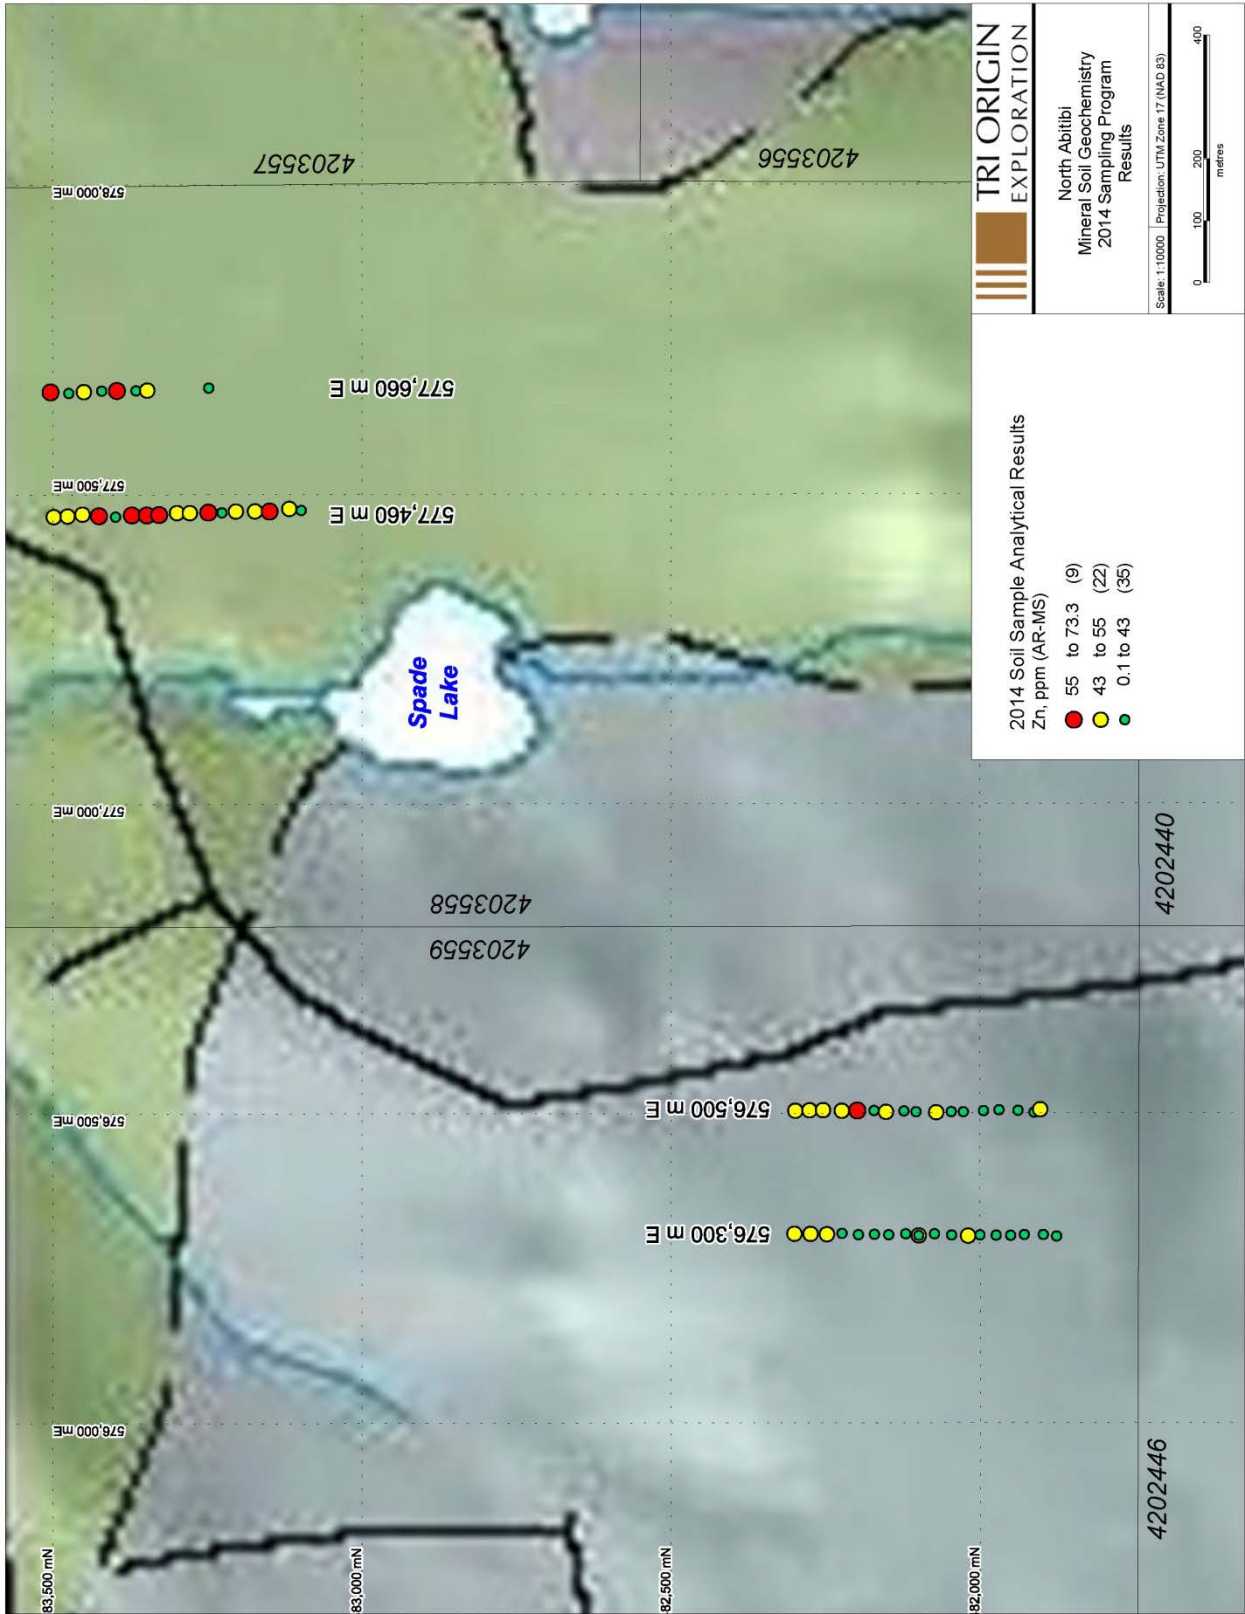 TRI ORIGIN
EXPLORATION
North Abitibi
Mineral Soil Geochemistry
2014 Sampling Program
Results
Scale: 1:10000
Projection: UTM Zone 17 (NAD 83)
0 100 200 400
metres
2014 Soil Sample Analytical Results
Zn, ppm (AR-MS)
55 to 73.3 (9)
43 to 55 (22)
0.1 to 43 (35)
83,500 mN
83,000 mN
82,500 mN
82,000 mN
576,000 mE
576,500 mE
577,000 mE
577,500 mE
578,000 mE
576,300 m E
576,500 m E
577,460 m E
577,660 m E
Spade
Lake
4203559
4203558
4203557
4203556
4202446
4202440